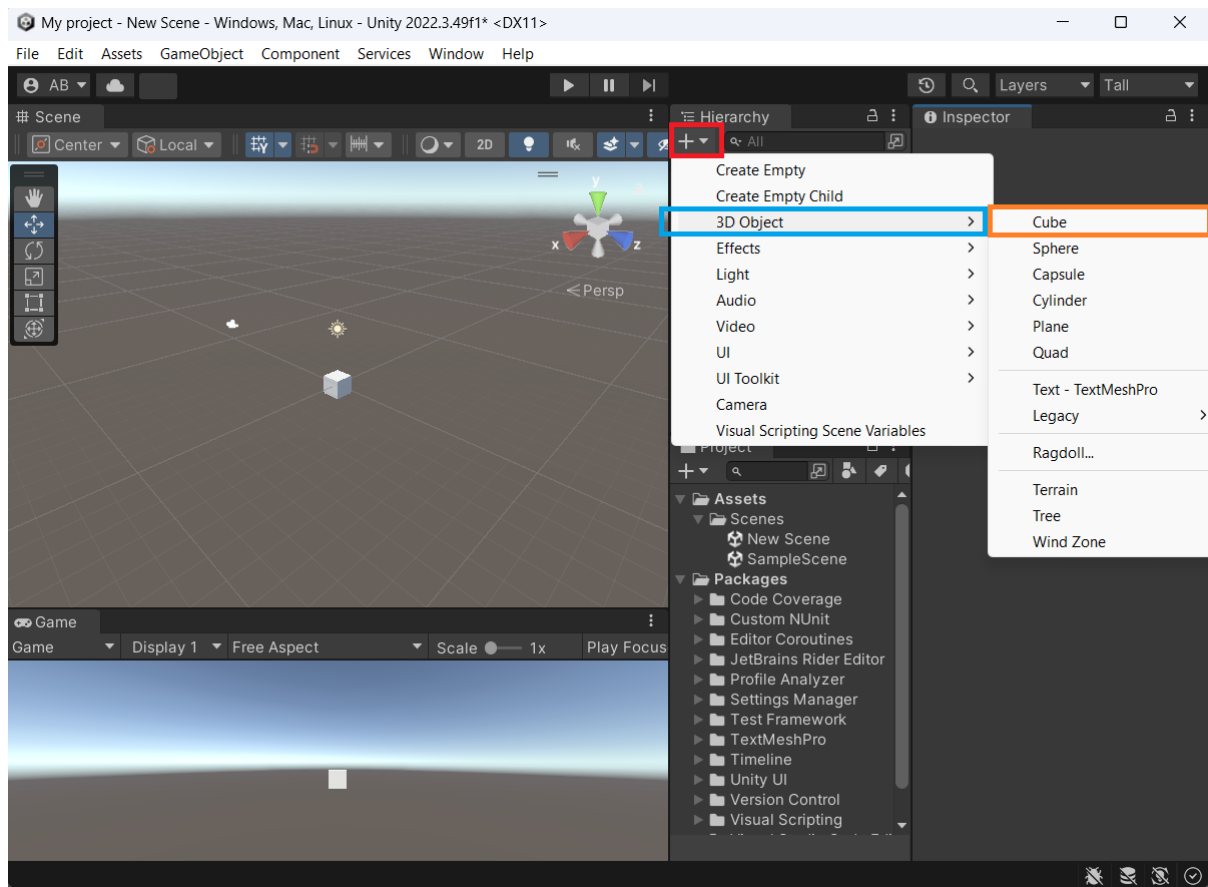 My project - New Scene - Windows, Mac, Linux - Unity 2022.3.49f1* <DX11>
File Edit Assets GameObject Component Services Window Help
AB
Layers
Tall
Scene
Center
Local
2D
y
x
z
Persp
Hierarchy
All
Inspector
Create Empty
Create Empty Child
3D Object
Effects
Light
Audio
Video
UI
UI Toolkit
Camera
Visual Scripting Scene Variables
Cube
Sphere
Capsule
Cylinder
Plane
Quad
Text - TextMeshPro
Legacy
Ragdoll...
Terrain
Tree
Wind Zone
Project
Assets
Scenes
New Scene
SampleScene
Packages
Code Coverage
Custom NUnit
Editor Coroutines
JetBrains Rider Editor
Profile Analyzer
Settings Manager
Test Framework
TextMeshPro
Timeline
Unity UI
Version Control
Visual Scripting
Game
Game Display 1 Free Aspect Scale 1x Play Focus